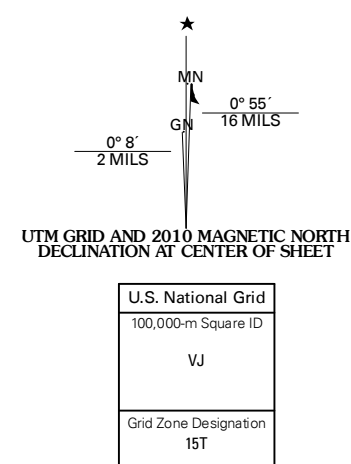 MN
0° 55´
16 MILS
GN
0° 8´
2 MILS
UTM GRID AND 2010 MAGNETIC NORTH
DECLINATION AT CENTER OF SHEET
U.S. National Grid
100,000-m Square ID
VJ
Grid Zone Designation
15T